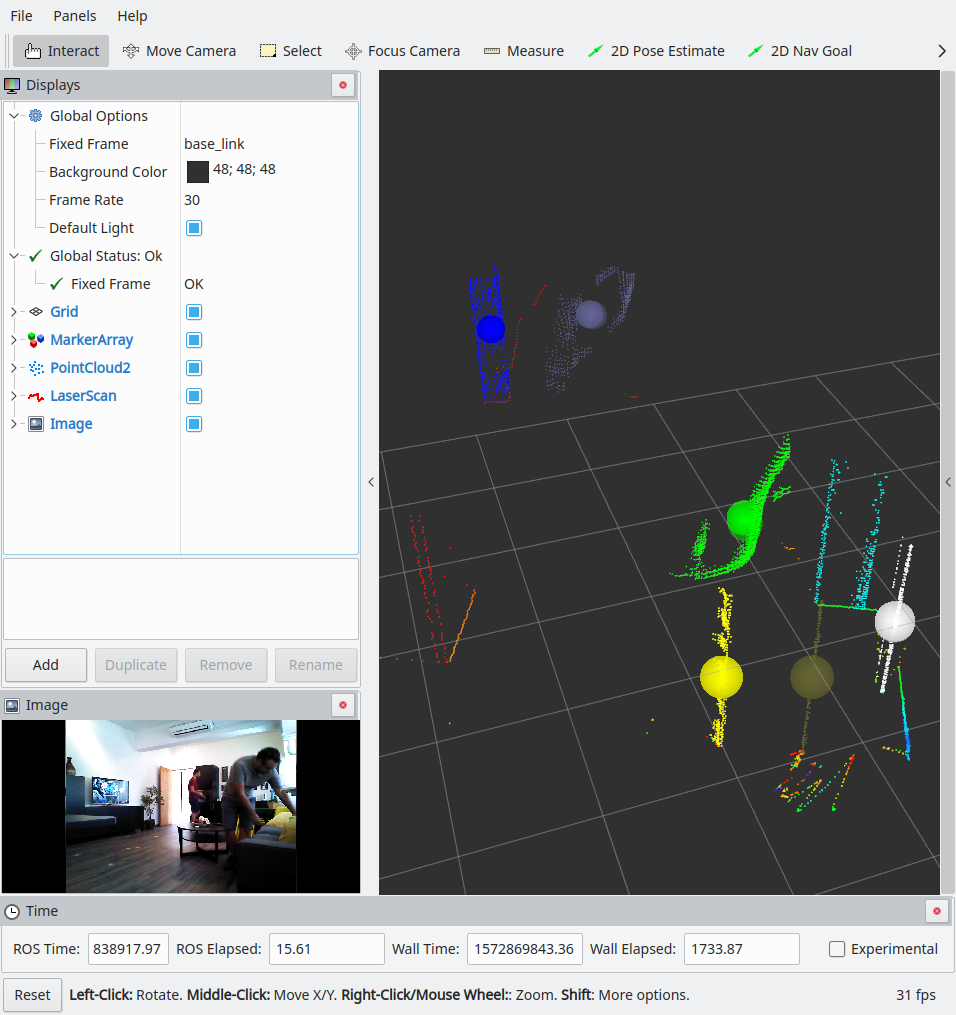 File Panels Help
Interact Move Camera Select Focus Camera Measure 2D Pose Estimate 2D Nav Goal
Displays
Global Options
Fixed Frame base_link
Background Color 48; 48; 48
Frame Rate 30
Default Light
Global Status: Ok
Fixed Frame OK
Grid
MarkerArray
PointCloud2
LaserScan
Image
Add Duplicate Remove Rename
Image
Time
ROS Time: 838917.97 ROS Elapsed: 15.61 Wall Time: 1572869843.36 Wall Elapsed: 1733.87 Experimental
Reset Left-Click: Rotate. Middle-Click: Move X/Y. Right-Click/Mouse Wheel:: Zoom. Shift: More options. 31 fps